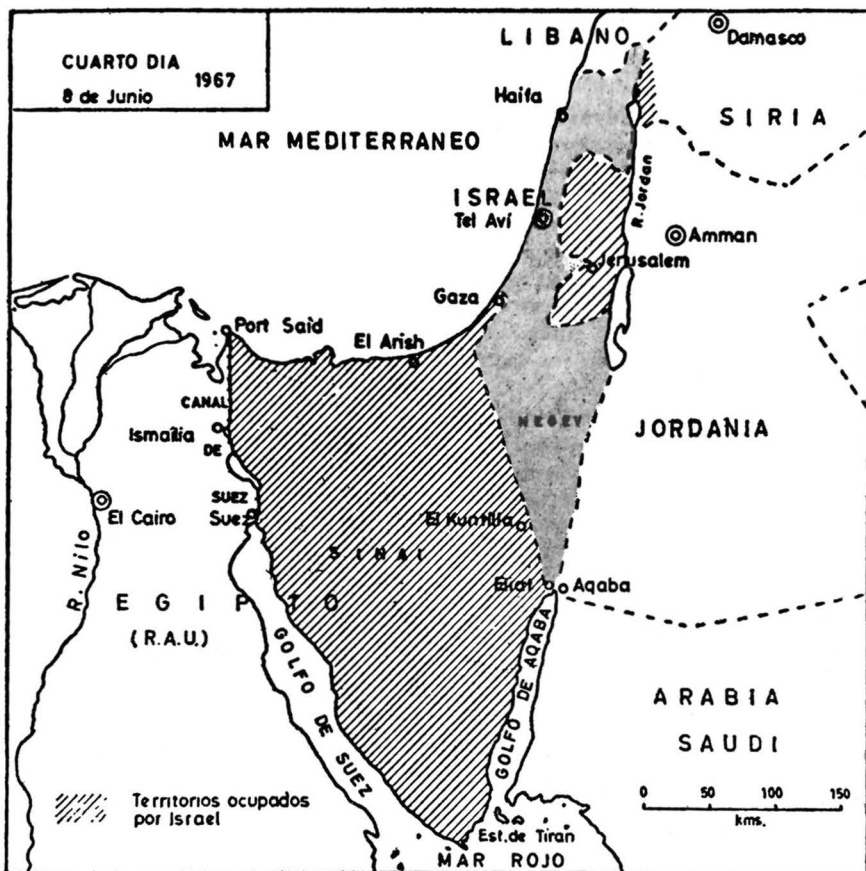 CUARTO DIA
8 de Junio 1967
LIBANO
Damasco
Haifa
SIRIA
MAR MEDITERRANEO
ISRAEL
Tel Avi
R. Jordan
Amman
Jerusalem
Gaza
Port Said
El Arish
CANAL
DE
SUEZ
Ismailia
NEGEV
JORDANIA
El Cairo
Suez
El Kuntilla
SINAI
R. Nilo
Eliat
Aqaba
EGIPTO
(R.A.U.)
GOLFO DE SUEZ
GOLFO DE AQABA
ARABIA
SAUDI
0 50 100 150
kms.
Territorios ocupados
por Israel
Est. de Tiran
MAR ROJO